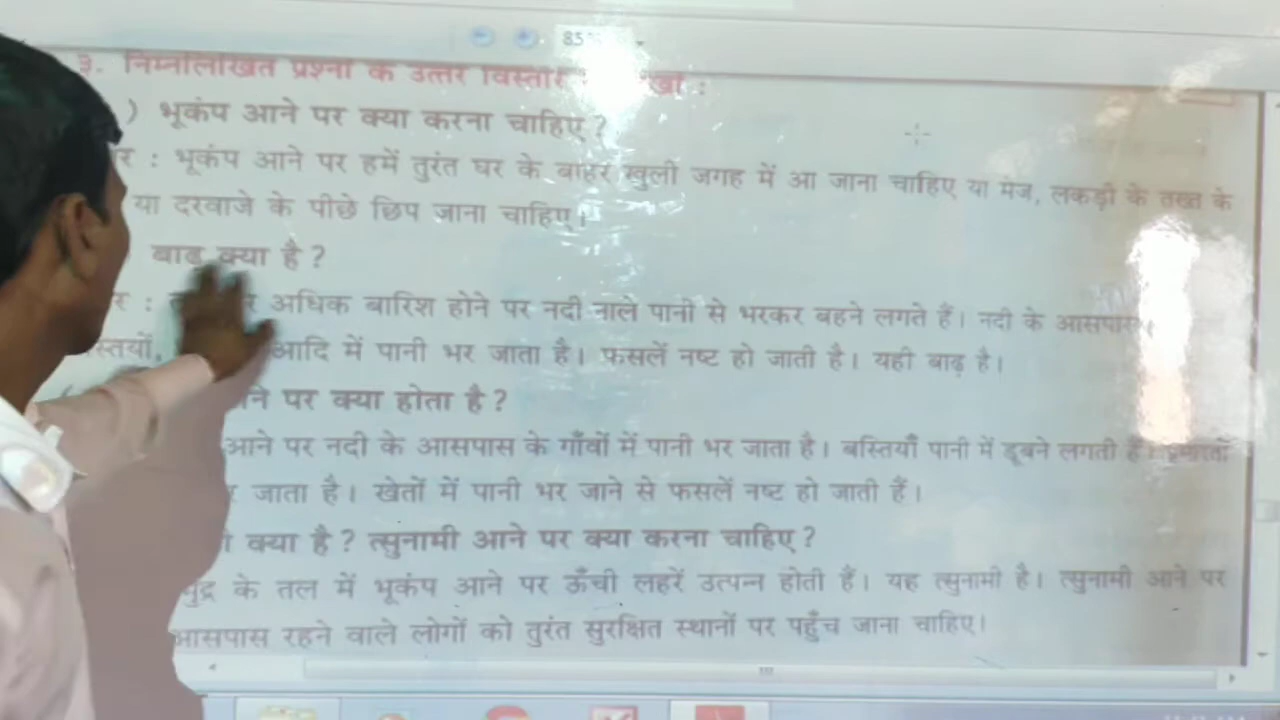 85
3. निम्नलिखित प्रश्नों के उत्तर विस्तार :
) भूकंप आने पर क्या करना चाहिए ?
र : भूकंप आने पर हमें तुरंत घर के बाहर खुली जगह में आ जाना चाहिए या मेज, लकड़ी के तख्त के
या दरवाजे के पीछे छिप जाना चाहिए।
बाढ़ क्या है ?
र : अधिक बारिश होने पर नदी नाले पानी से भरकर बहने लगते हैं। नदी के आसपास
स्तियों, आदि में पानी भर जाता है। फसलें नष्ट हो जाती है। यही बाढ़ है।
ने पर क्या होता है ?
आने पर नदी के आसपास के गाँवों में पानी भर जाता है। बस्तियाँ पानी में डूबने लगती हैं।
जाता है। खेतों में पानी भर जाने से फसलें नष्ट हो जाती हैं।
क्या है ? त्सुनामी आने पर क्या करना चाहिए ?
मुद्र के तल में भूकंप आने पर ऊँची लहरें उत्पन्न होती हैं। यह त्सुनामी है। त्सुनामी आने पर
आसपास रहने वाले लोगों को तुरंत सुरक्षित स्थानों पर पहुँच जाना चाहिए।